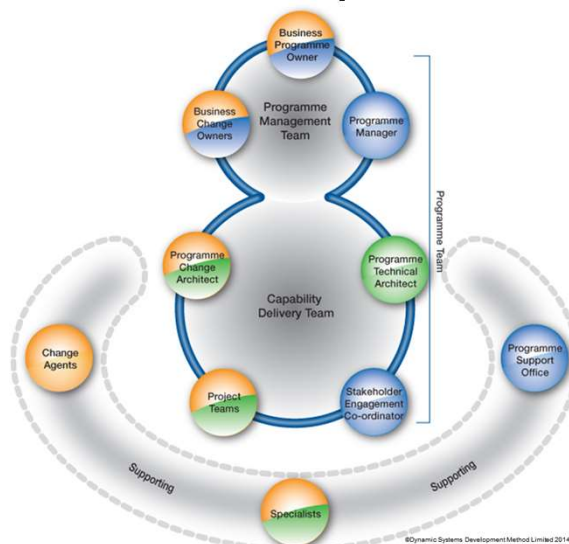 Business
Programme
Owner
Business
Change
Owners
Programme
Management
Team
Programme
Manager
Programme Team
Programme
Change
Architect
Programme
Technical
Architect
Capability
Delivery Team
Change
Agents
Programme
Support
Office
Project
Teams
Stakeholder
Engagement
Co-ordinator
Supporting
Supporting
Specialists
©Dynamic Systems Development Method Limited 2014